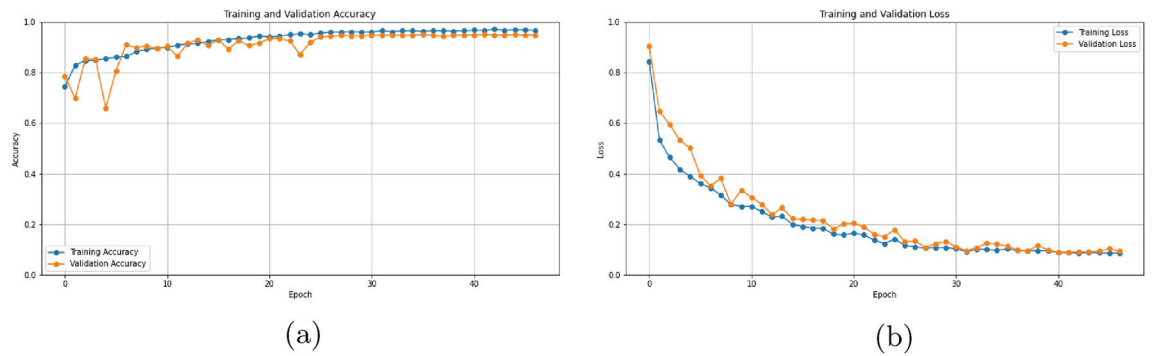 Training and Validation Accuracy
1.0
0.8
0.6
0.4
0.2
0.0
Accuracy
Training Accuracy
Validation Accuracy
0
10
20
30
40
Epoch
(a)
Training and Validation Loss
1.0
0.8
0.6
0.4
0.2
0.0
Loss
Training Loss
Validation Loss
0
10
20
30
40
Epoch
(b)